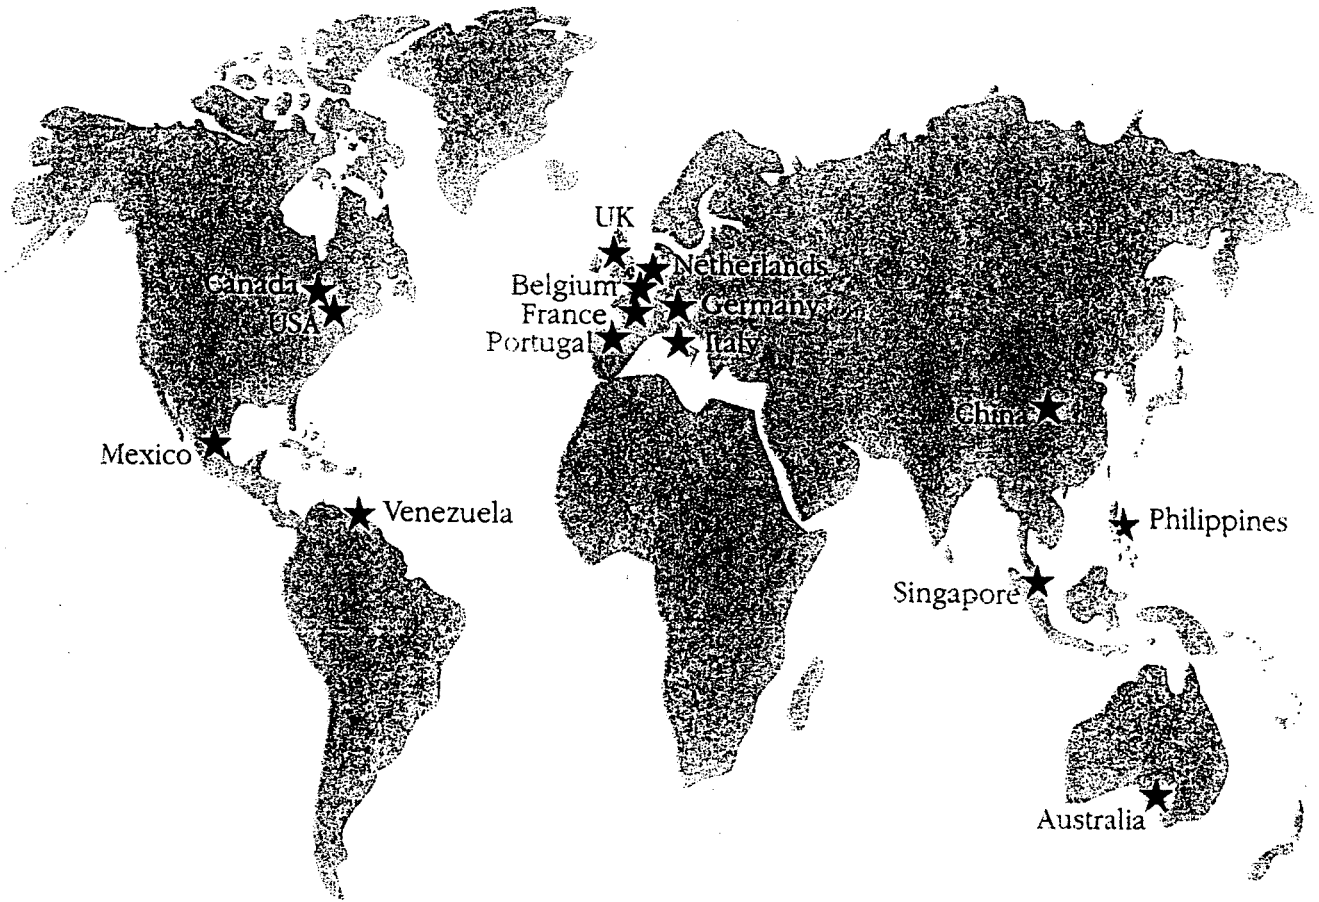 UK
Netherlands
Belgium
Germany
France
Portugal
Italy
Canada
USA
Mexico
Venezuela
China
Philippines
Singapore
Australia